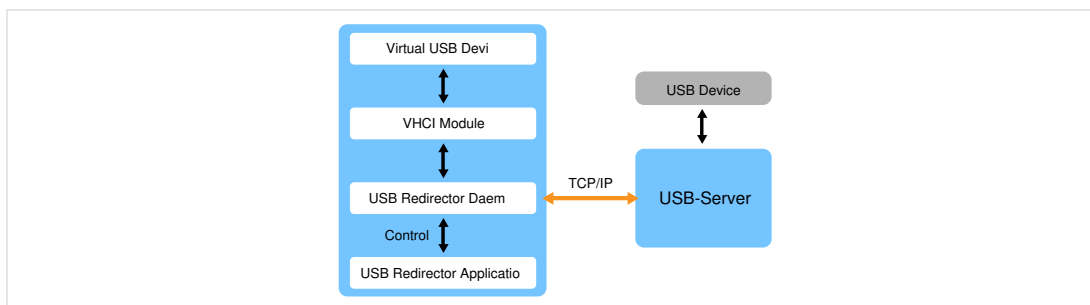 Virtual USB Devi
USB Device
VHCI Module
TCP/IP
USB Redirector Daem
USB-Server
Control
USB Redirector Applicatio